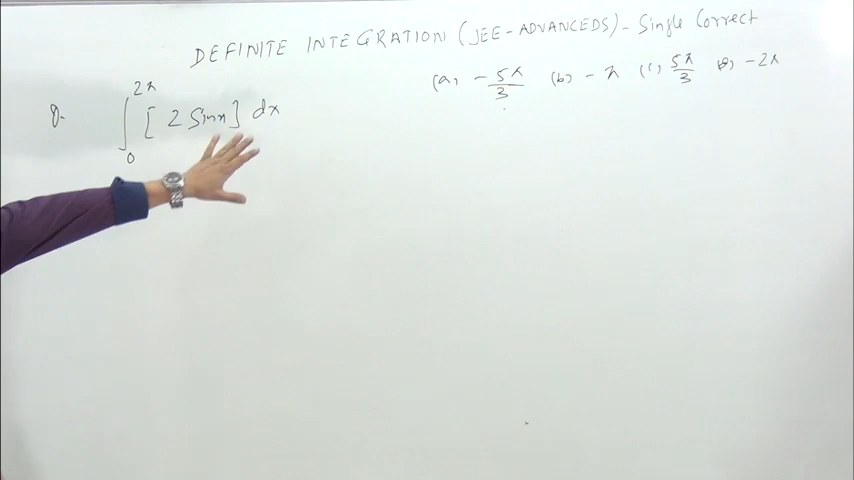 DEFINITE INTEGRATION (JEE-ADVANCEDS) - Single Correct
Q. ∫₀^{2π} [2 Sinx] dx (a) -5π/3 (b) -π (c) 5π/3 (d) -2π